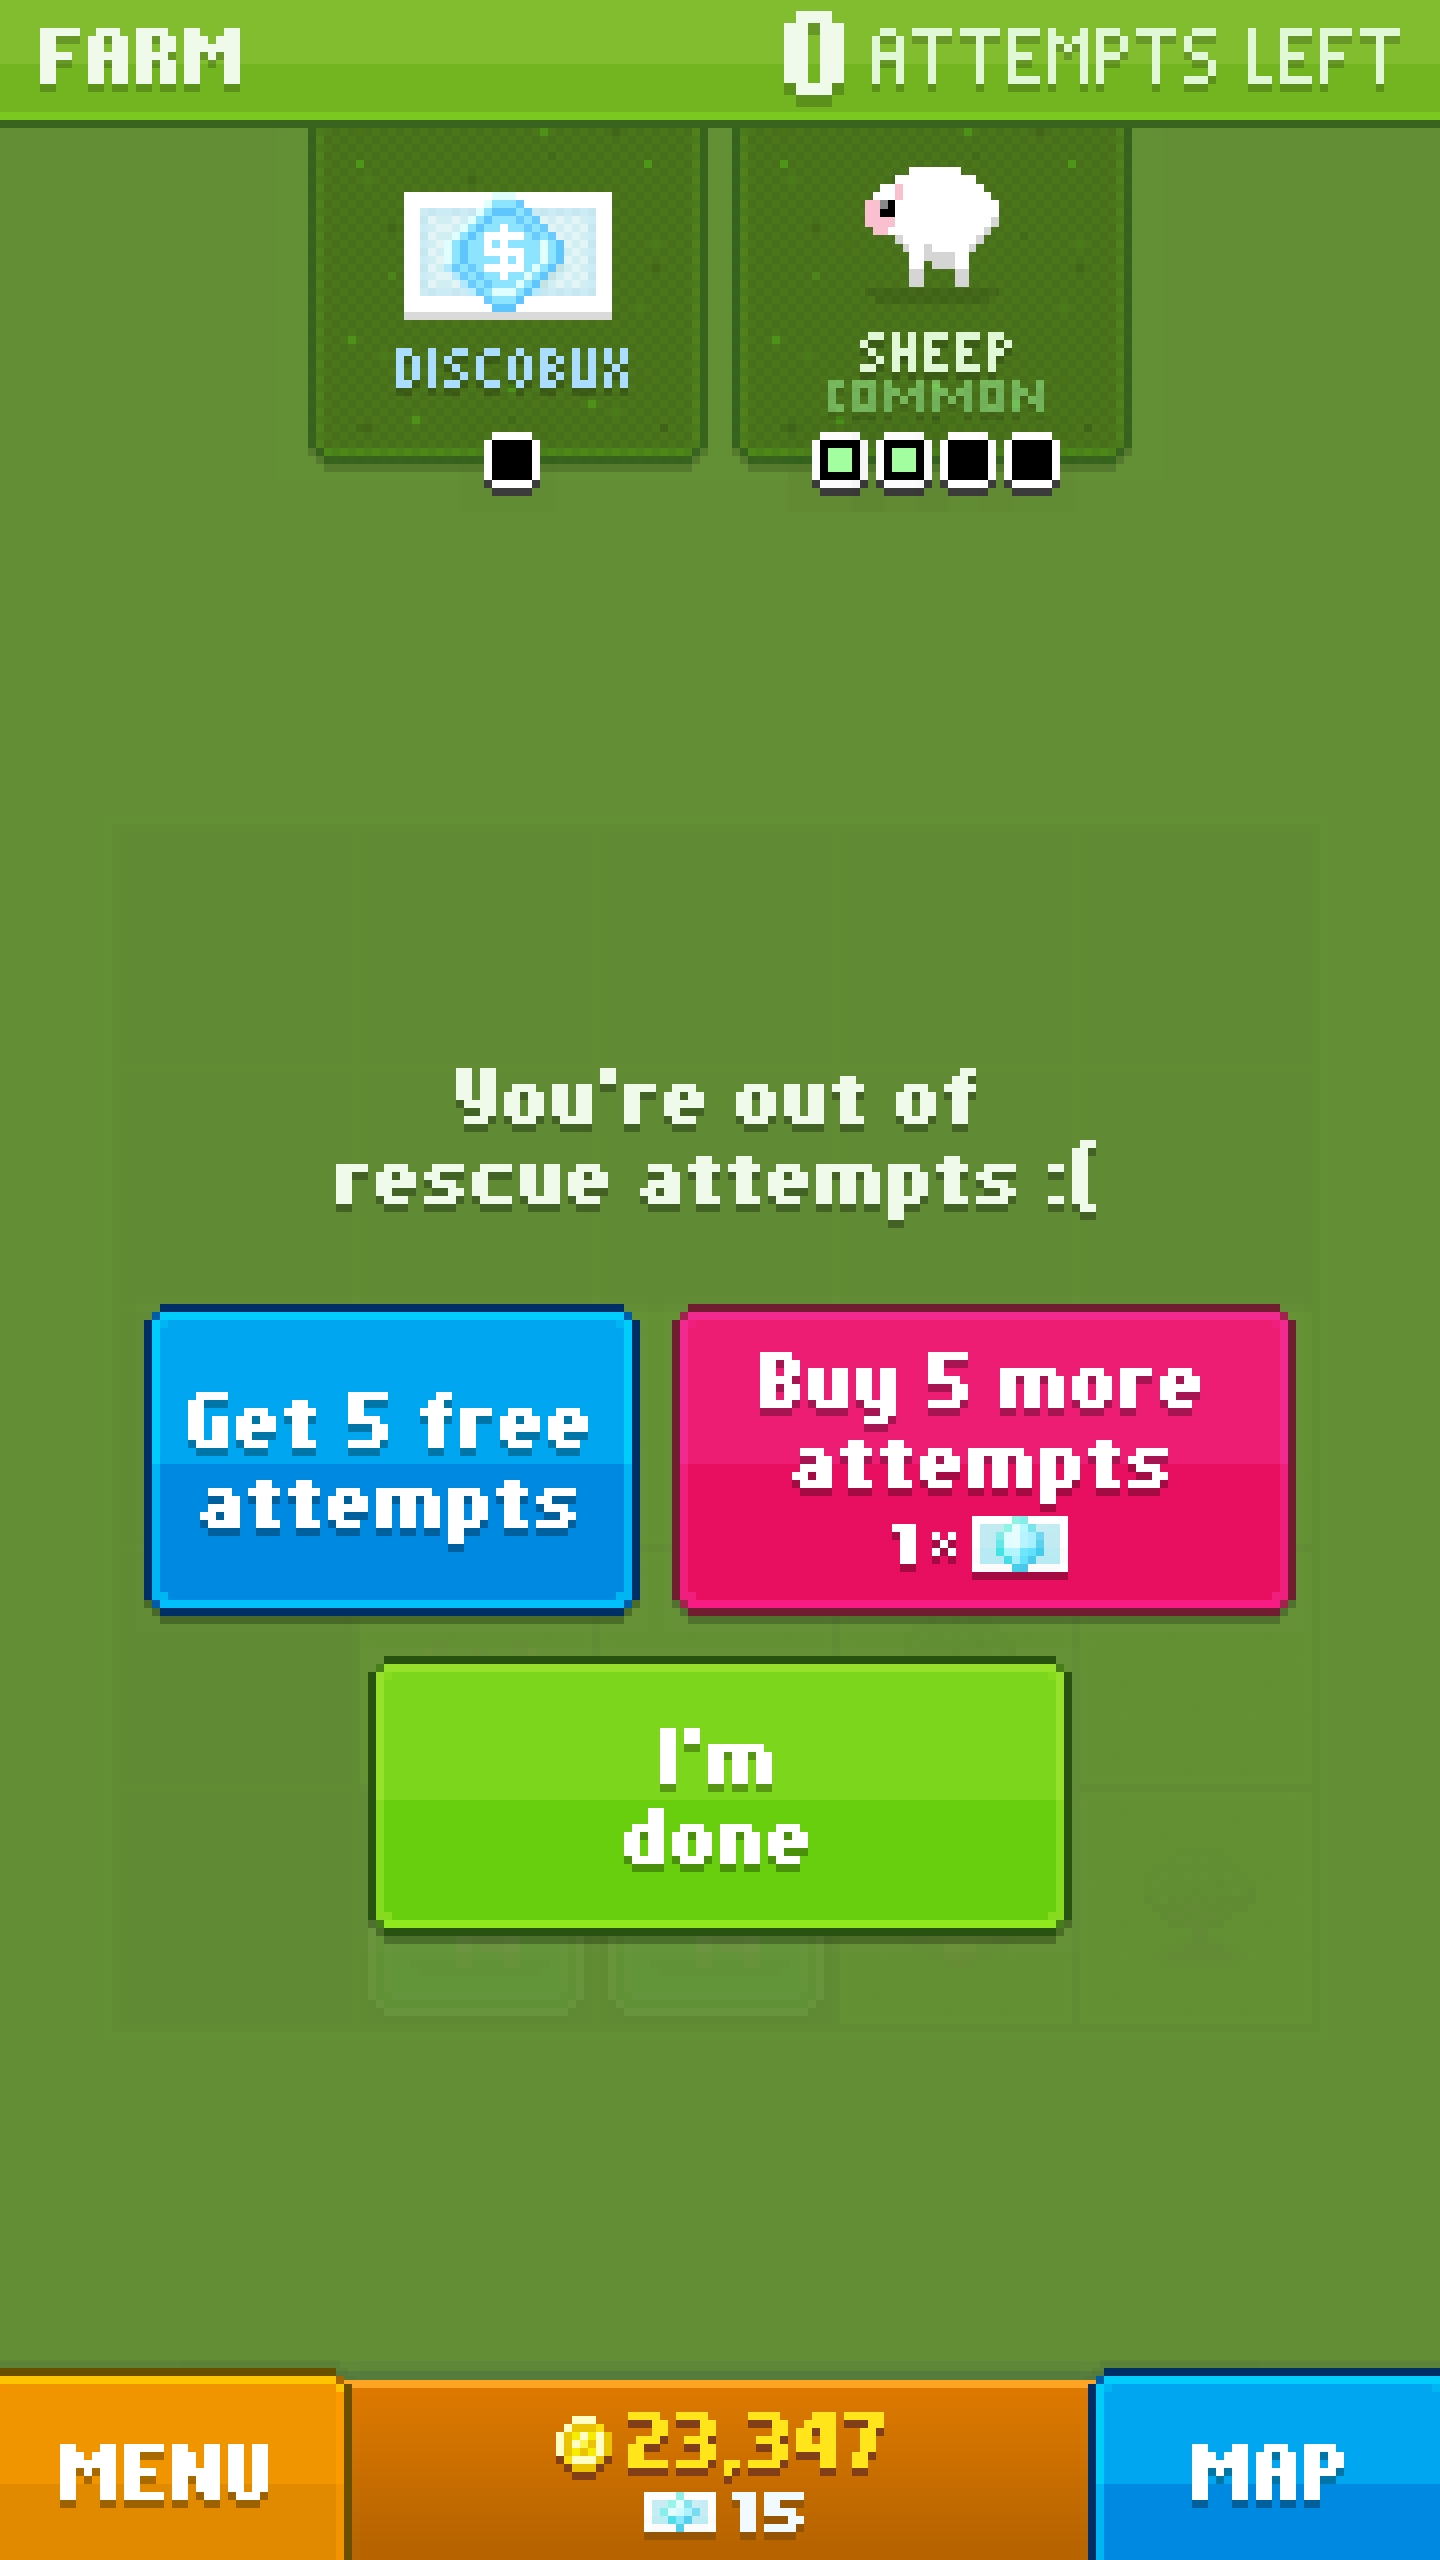 FARM
0 ATTEMPTS LEFT
$
DISCOBUX
SHEEP
COMMON
You're out of
rescue attempts :(
Get 5 free
attempts
Buy 5 more
attempts
1×
I'm
done
MENU
23,347
15
MAP